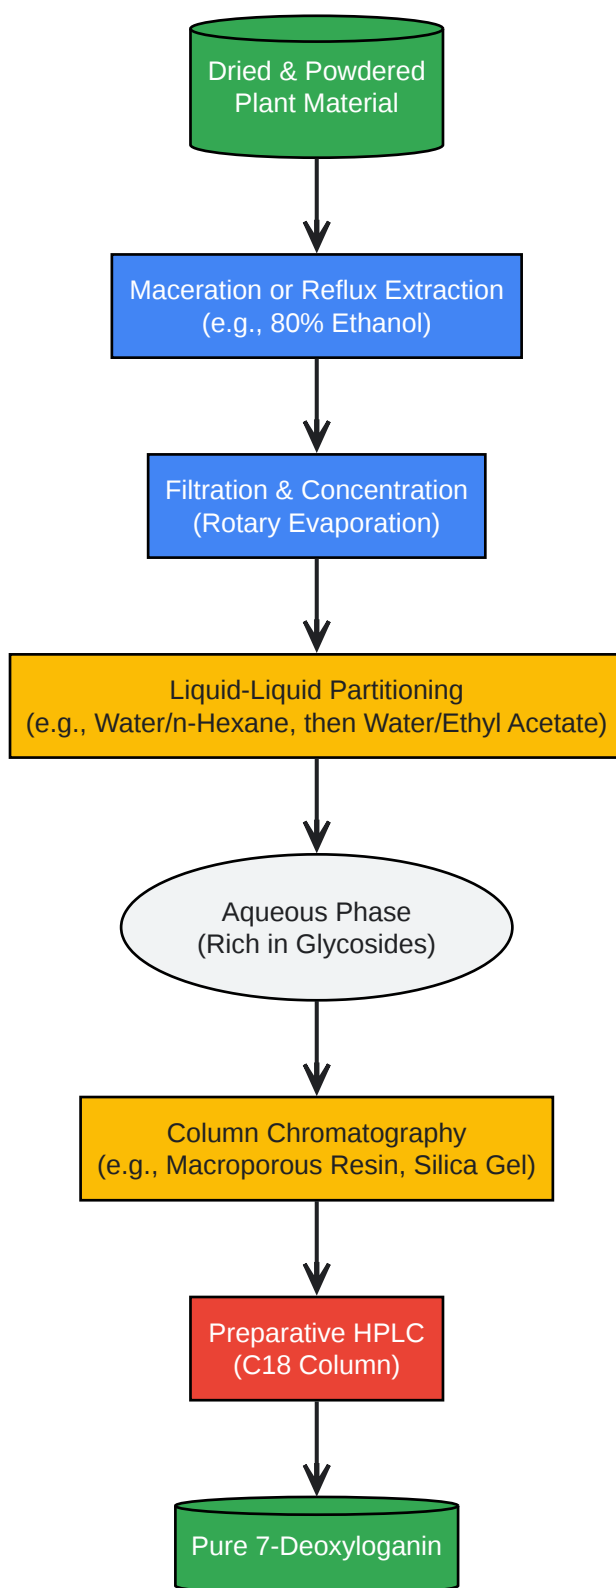 Dried & Powdered
Plant Material
Maceration or Reflux Extraction
(e.g., 80% Ethanol)
Filtration & Concentration
(Rotary Evaporation)
Liquid-Liquid Partitioning
(e.g., Water/n-Hexane, then Water/Ethyl Acetate)
Aqueous Phase
(Rich in Glycosides)
Column Chromatography
(e.g., Macroporous Resin, Silica Gel)
Preparative HPLC
(C18 Column)
Pure 7-Deoxyloganin